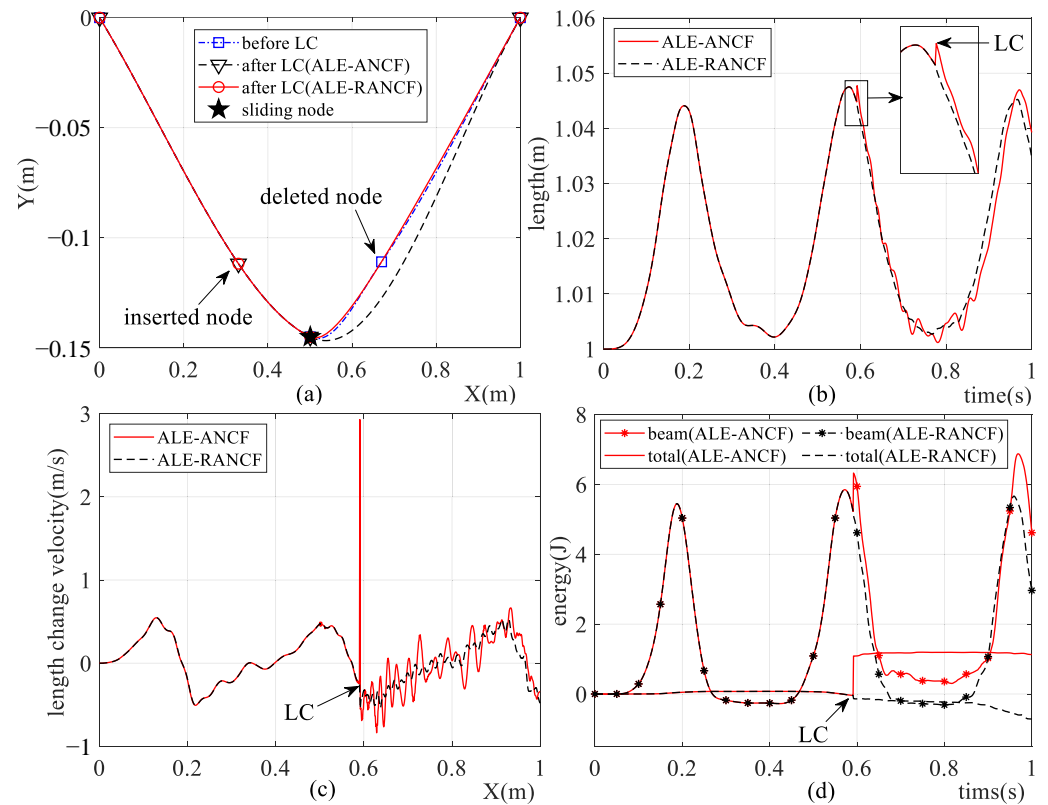 0
−0.05
−0.1
−0.15
Y(m)
before LC
after LC(ALE-ANCF)
after LC(ALE-RANCF)
sliding node
deleted node
inserted node
0 0.2 0.4 0.6 0.8 1
(a) X(m)
1.06
1.05
1.04
1.03
1.02
1.01
1
length(m)
ALE-ANCF
ALE-RANCF
LC
0 0.2 0.4 0.6 0.8 1
(b) time(s)
3
2
1
0
−1
length change velocity(m/s)
ALE-ANCF
ALE-RANCF
LC
0 0.2 0.4 0.6 0.8 1
(c) X(m)
8
6
4
2
0
energy(J)
beam(ALE-ANCF) beam(ALE-RANCF)
total(ALE-ANCF) total(ALE-RANCF)
LC
0 0.2 0.4 0.6 0.8 1
(d) tims(s)